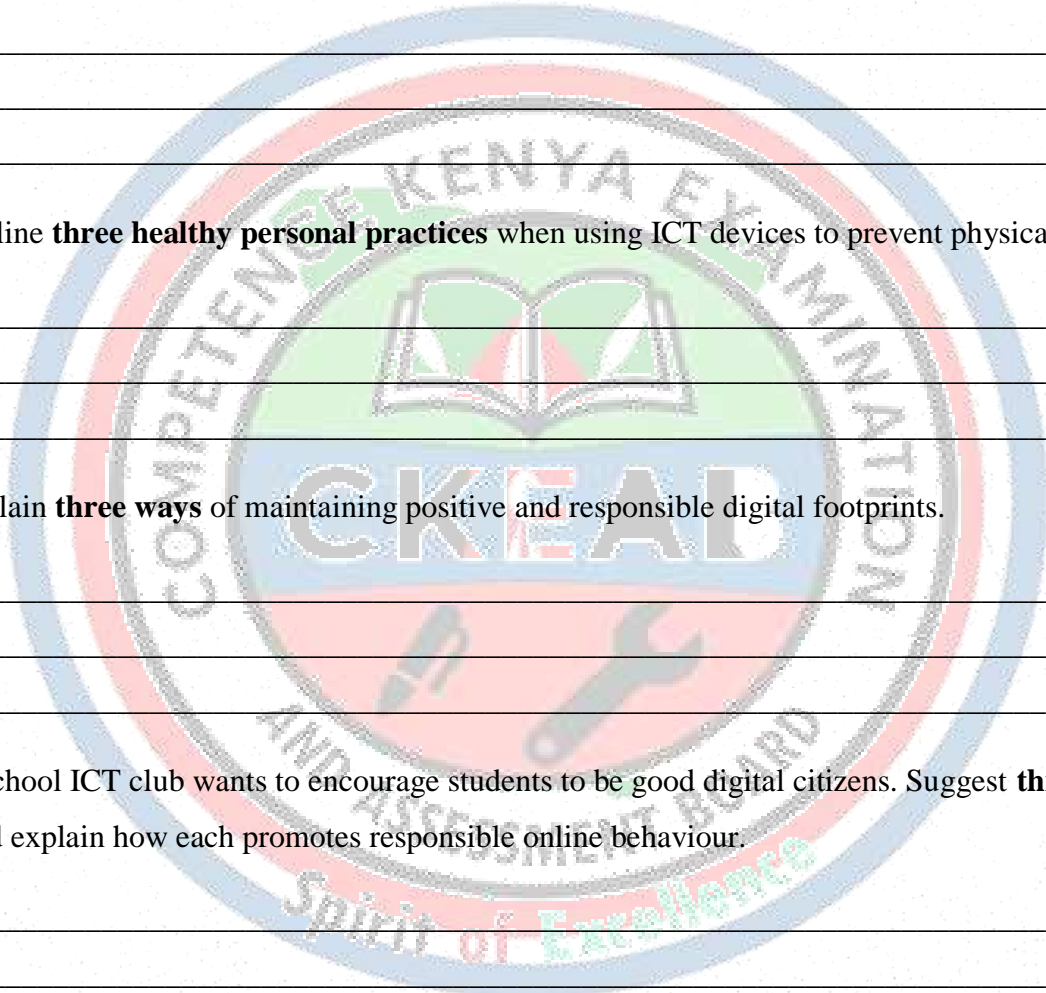 line three healthy personal practices when using ICT devices to prevent physica
lain three ways of maintaining positive and responsible digital footprints.
chool ICT club wants to encourage students to be good digital citizens. Suggest th
d explain how each promotes responsible online behaviour.
COMPETENCE KENYA EXAMINATION
CKEAB
AND ASSESSMENT BOARD
Spirit of Excellence